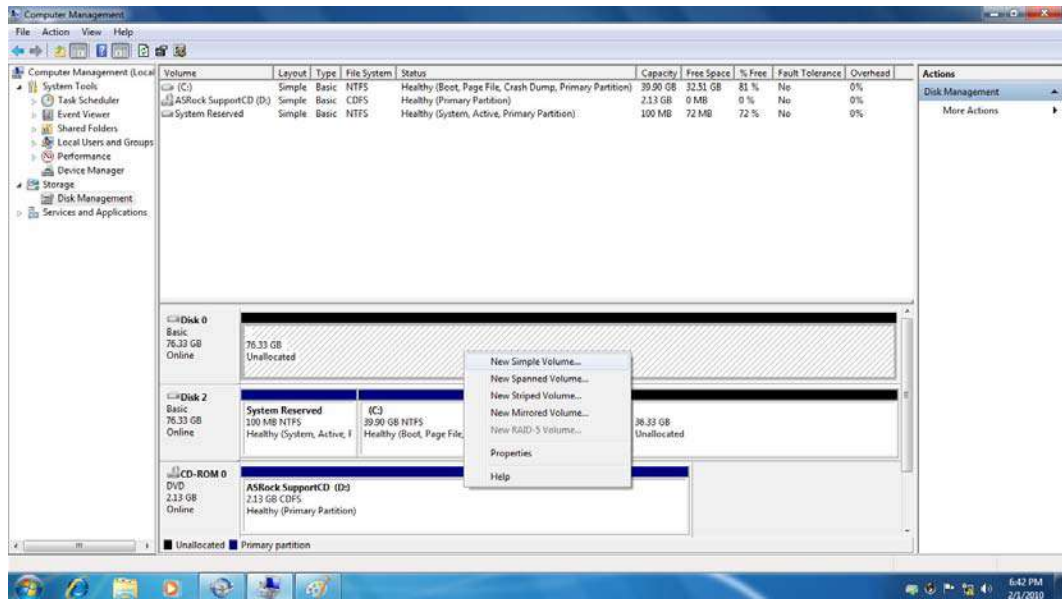 Computer Management
File Action View Help
Computer Management (Local
System Tools
Task Scheduler
Event Viewer
Shared Folders
Local Users and Groups
Performance
Device Manager
Storage
Disk Management
Services and Applications
Volume Layout Type File System Status Capacity Free Space % Free Fault Tolerance Overhead
(C:) Simple Basic NTFS Healthy (Boot, Page File, Crash Dump, Primary Partition) 39.90 GB 32.51 GB 81 % No 0%
ASRock SupportCD (D:) Simple Basic CDFS Healthy (Primary Partition) 2.13 GB 0 MB 0 % No 0%
System Reserved Simple Basic NTFS Healthy (System, Active, Primary Partition) 100 MB 72 MB 72 % No 0%
Actions
Disk Management
More Actions
Disk 0
Basic
76.33 GB
Online
76.33 GB
Unallocated
New Simple Volume...
New Spanned Volume...
New Striped Volume...
New Mirrored Volume...
New RAID-5 Volume...
Properties
Help
Disk 2
Basic
76.33 GB
Online
System Reserved
100 MB NTFS
Healthy (System, Active, P
(C:)
39.90 GB NTFS
Healthy (Boot, Page File,
36.33 GB
Unallocated
CD-ROM 0
DVD
2.13 GB
Online
ASRock SupportCD (D:)
2.13 GB CDFS
Healthy (Primary Partition)
Unallocated Primary partition
6:42 PM
2/1/2010